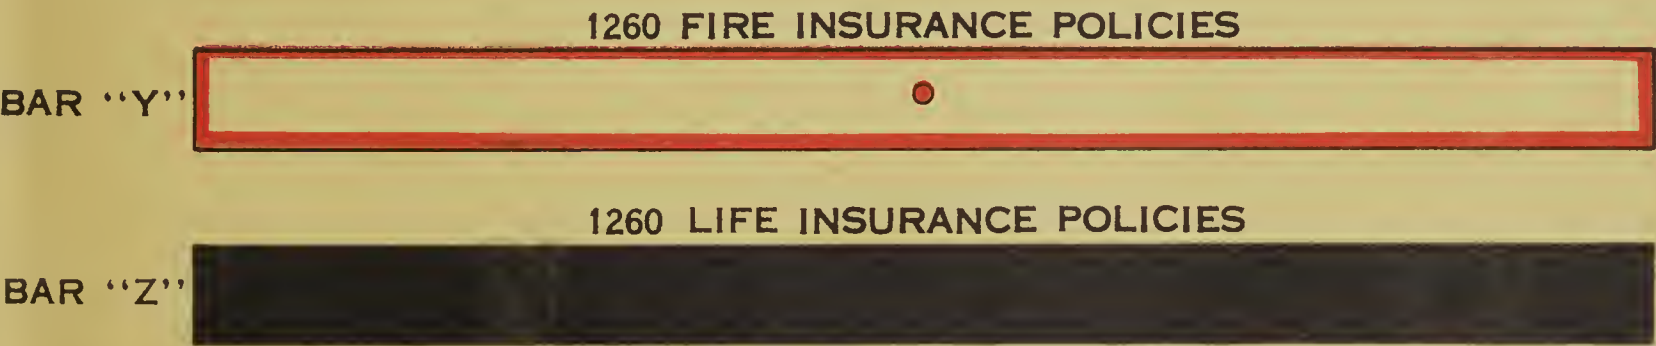 1260 FIRE INSURANCE POLICIES
BAR “Y”
1260 LIFE INSURANCE POLICIES
BAR “Z”